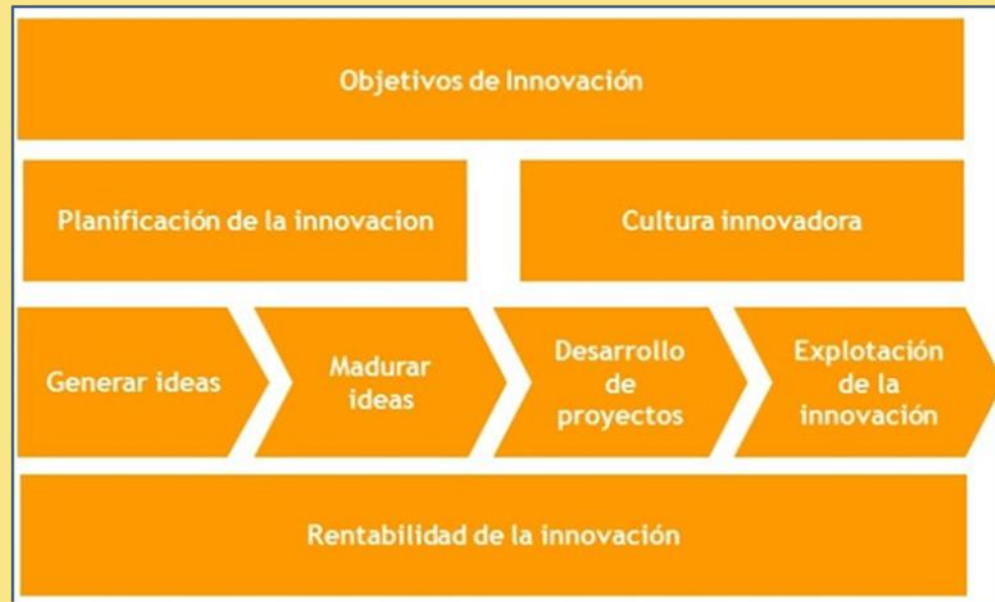 Objetivos de Innovación
Planificación de la innovacion
Cultura innovadora
Generar ideas
Madurar
ideas
Desarrollo
de
proyectos
Explotación
de la
innovación
Rentabilidad de la innovación